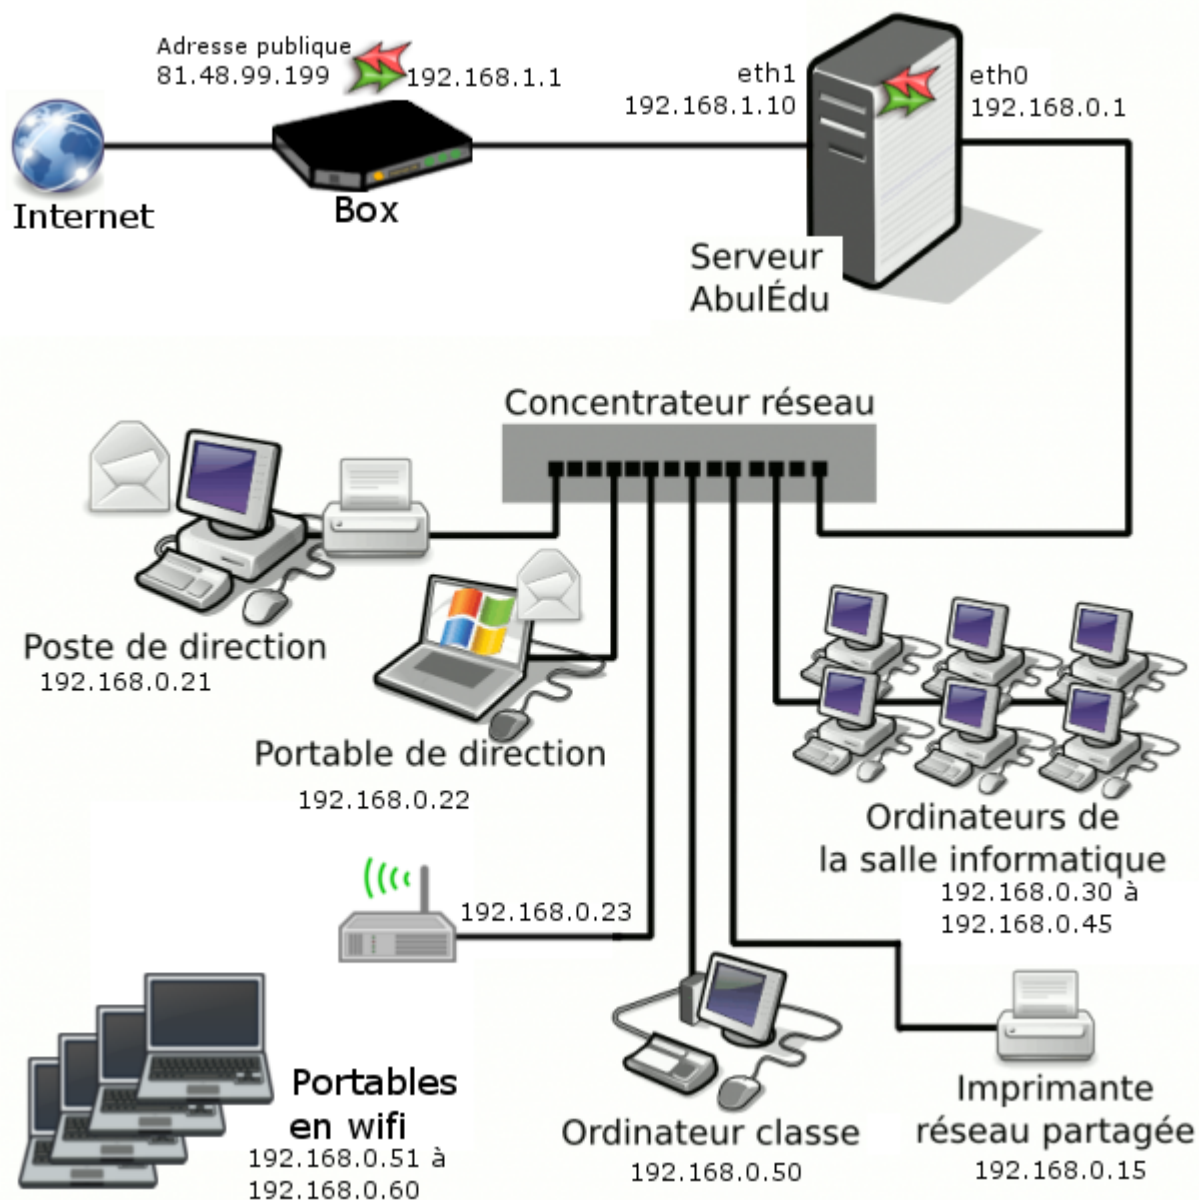 Adresse publique
81.48.99.199
192.168.1.1
eth1
192.168.1.10
eth0
192.168.0.1
Internet
Box
Serveur
AbulÉdu
Concentrateur réseau
Poste de direction
192.168.0.21
Portable de direction
192.168.0.22
Ordinateurs de
la salle informatique
192.168.0.30 à
192.168.0.45
192.168.0.23
Portables
en wifi
192.168.0.51 à
192.168.0.60
Ordinateur classe
192.168.0.50
Imprimante
réseau partagée
192.168.0.15